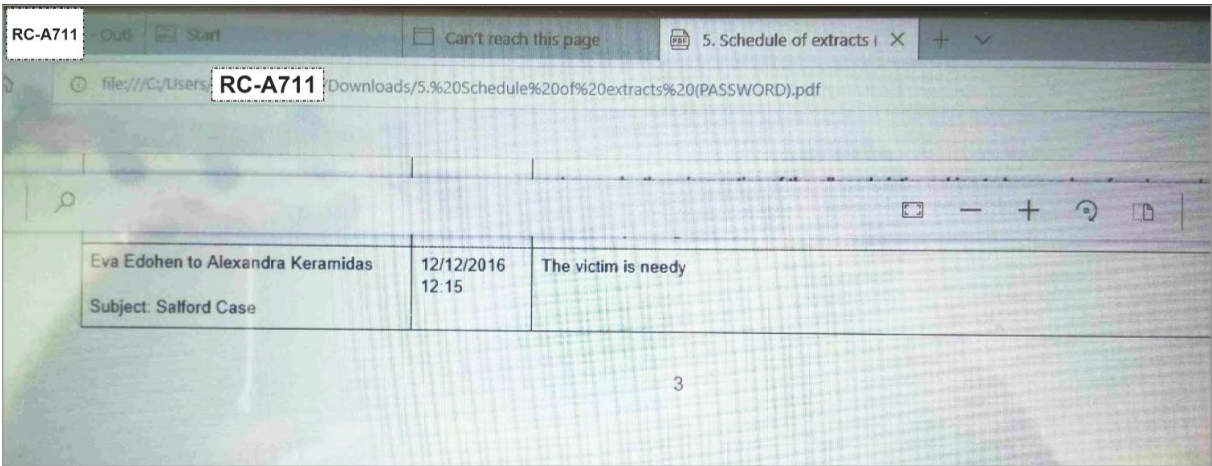 RC-A711
Start
Can't reach this page
5. Schedule of extracts
file:///C:/Users/ RC-A711 /Downloads/5.%20Schedule%20of%20extracts%20(PASSWORD).pdf
Eva Edohen to Alexandra Keramidas
12/12/2016
12:15
The victim is needy
Subject: Salford Case
3